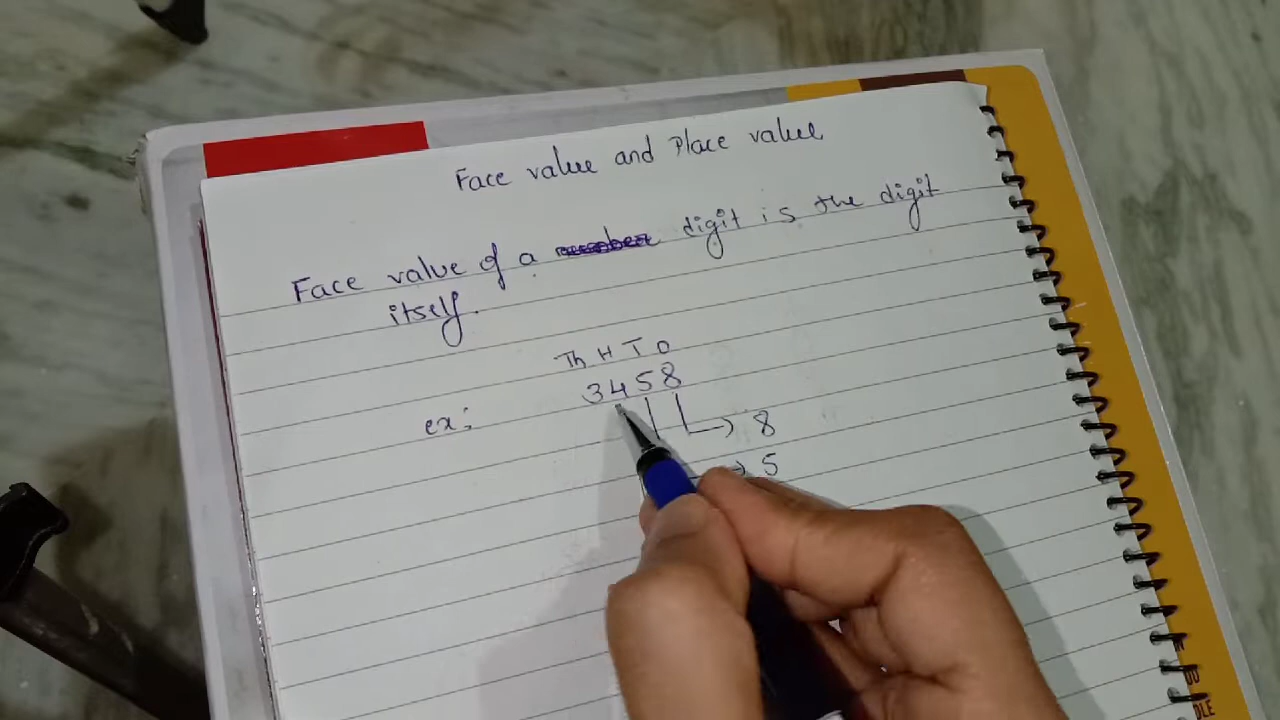 Face value and Place value
Face value of a digit is the digit
itself.
Th H T O
ex: 3458
8
5